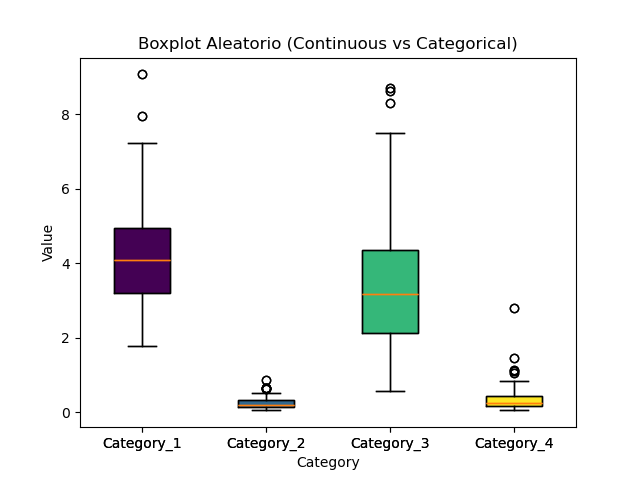 Boxplot Aleatorio (Continuous vs Categorical)
Value
8
6
4
2
0
Category_1 Category_2 Category_3 Category_4
Category